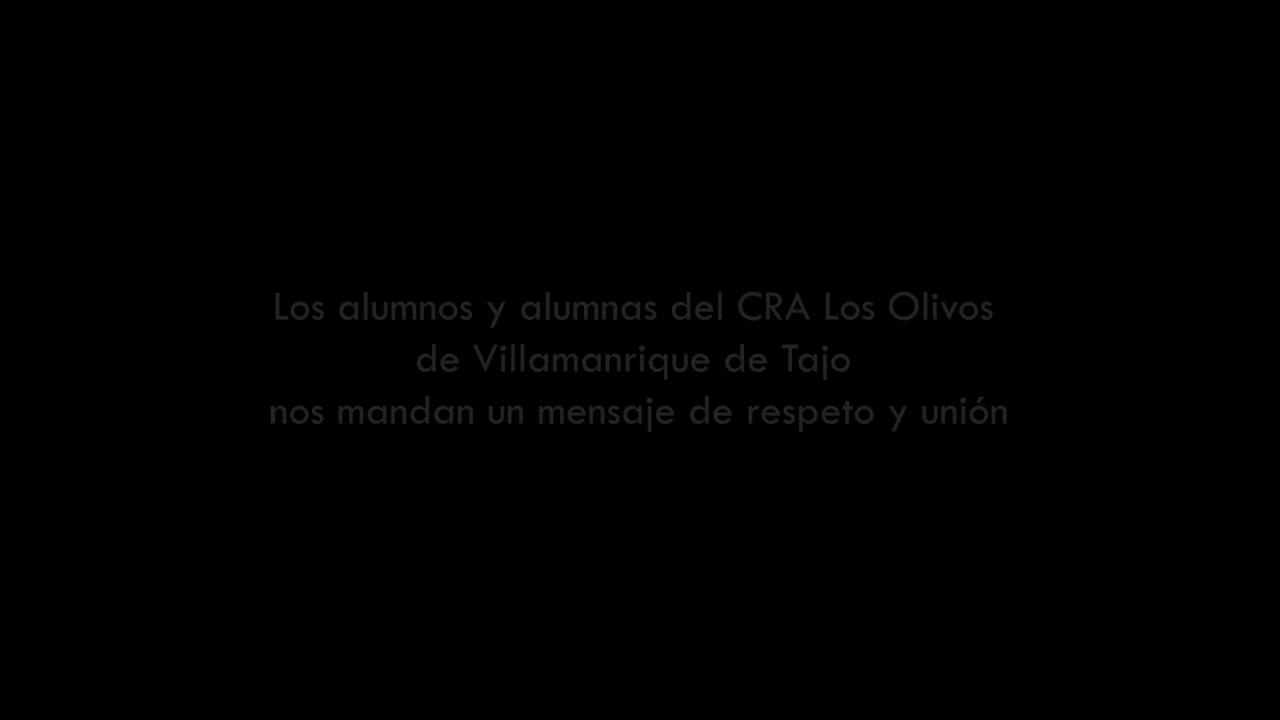 Los alumnos y alumnas del CRA Los Olivos
de Villamanrique de Tajo
nos mandan un mensaje de respeto y unión